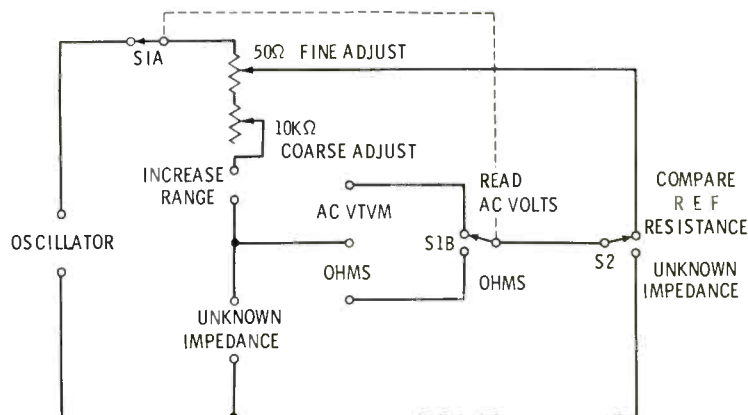 S1A
50Ω FINE ADJUST
10KΩ
COARSE ADJUST
INCREASE
RANGE
AC VTVM
READ
AC VOLTS
COMPARE
REF
RESISTANCE
OSCILLATOR
S1B
S2
OHMS
OHMS
UNKNOWN
IMPEDANCE
UNKNOWN
IMPEDANCE